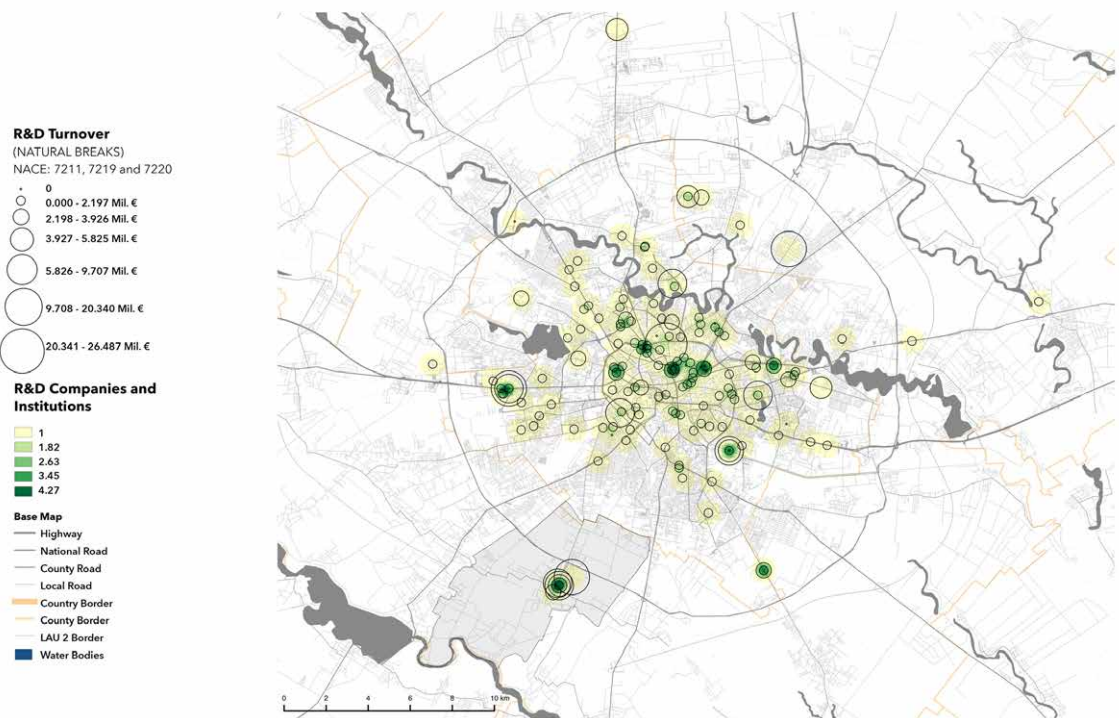 R&D Turnover
(NATURAL BREAKS)
NACE: 7211, 7219 and 7220
0
0.000 - 2.197 Mil. €
2.198 - 3.926 Mil. €
3.927 - 5.825 Mil. €
5.826 - 9.707 Mil. €
9.708 - 20.340 Mil. €
20.341 - 26.487 Mil. €
R&D Companies and
Institutions
1
1.82
2.63
3.45
4.27
Base Map
Highway
National Road
County Road
Local Road
Country Border
County Border
LAU 2 Border
Water Bodies
0 2 4 6 8 10 km